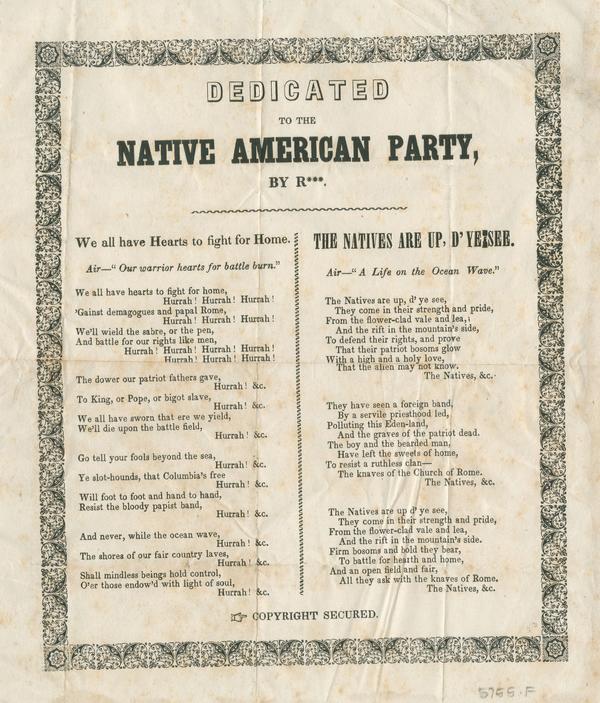 DEDICATED
TO THE
NATIVE AMERICAN PARTY,
BY R***.
We all have Hearts to fight for Home.
Air—“ Our warrior hearts for battle burn.”
We all have hearts to fight for home,
Hurrah! Hurrah! Hurrah!
'Gainst demagogues and papal Rome,
Hurrah! Hurrah! Hurrah!
We'll wield the sabre, or the pen,
And battle for our rights like men,
Hurrah! Hurrah! Hurrah! Hurrah!
Hurrah! Hurrah! Hurrah!
The dower our patriot fathers gave,
Hurrah! &c.
To King, or Pope, or bigot slave,
Hurrah! &c.
We all have sworn that ere we yield,
We'll die upon the battle field,
Hurrah! &c.
Go tell your fools beyond the sea,
Hurrah! &c.
Ye slot-hounds, that Columbia's free
Hurrah! &c.
Will foot to foot and hand to hand,
Resist the bloody papist band,
Hurrah! &c.
And never, while the ocean wave,
Hurrah! &c.
The shores of our fair country laves,
Hurrah! &c.
Shall mindless beings hold control,
O'er those endow'd with light of soul,
Hurrah! &c.
THE NATIVES ARE UP, D' YE SEE.
Air—“ A Life on the Ocean Wave.”
The Natives are up, d' ye see,
They come in their strength and pride,
From the flower-clad vale and lea,
And the rift in the mountain's side,
To defend their rights, and prove
That their patriot bosoms glow
With a high and a holy love,
That the alien may not know.
The Natives, &c.
They have seen a foreign band,
By a servile priesthood led,
Polluting this Eden-land,
And the graves of the patriot dead.
The boy and the bearded man,
Have left the sweets of home,
To resist a ruthless clan—
The knaves of the Church of Rome.
The Natives, &c.
The Natives are up d' ye see,
They come in their strength and pride,
From the flower-clad vale and lea,
And the rift in the mountain's side.
Firm bosoms and bold they bear,
To battle for hearth and home,
And an open field and fair,
All they ask with the knaves of Rome.
The Natives, &c.
☞ COPYRIGHT SECURED.
5755.F